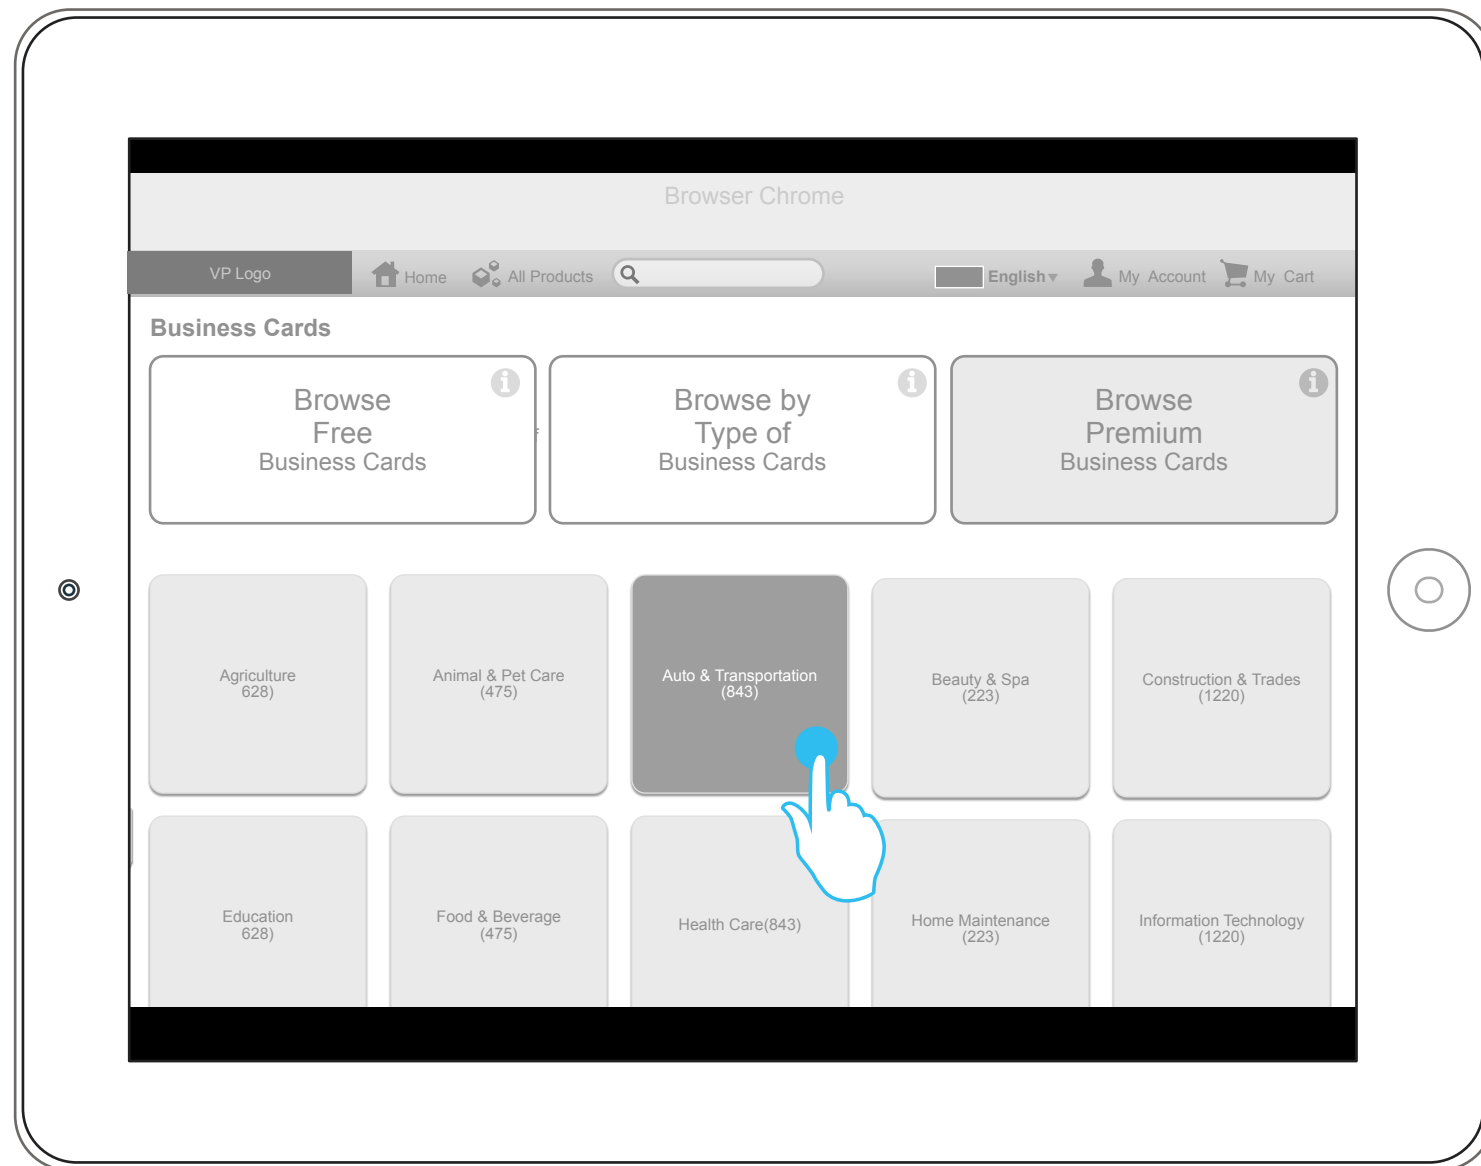 Browser Chrome
VP Logo Home All Products English My Account My Cart
Business Cards
Browse
Free
Business Cards
Browse by
Type of
Business Cards
Browse
Premium
Business Cards
Agriculture
628)
Animal & Pet Care
(475)
Auto & Transportation
(843)
Beauty & Spa
(223)
Construction & Trades
(1220)
Education
628)
Food & Beverage
(475)
Health Care(843)
Home Maintenance
(223)
Information Technology
(1220)